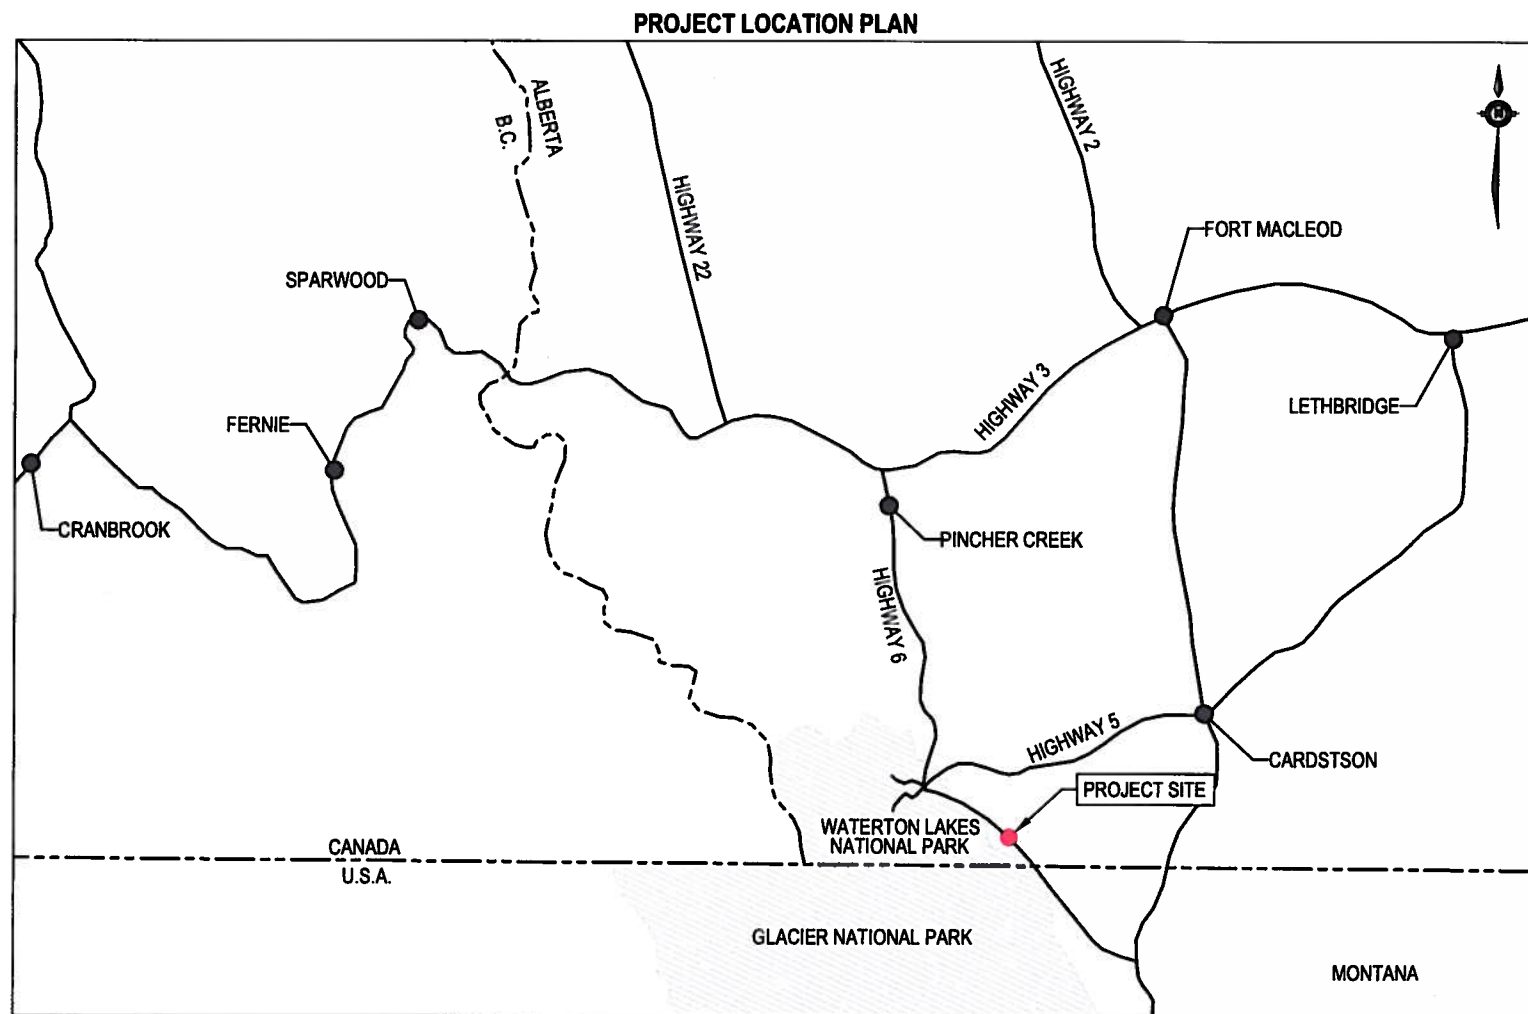 PROJECT LOCATION PLAN
ALBERTA
B.C.
HIGHWAY 22
HIGHWAY 2
N
FORT MACLEOD
SPARWOOD
HIGHWAY 3
LETHBRIDGE
FERNIE
CRANBROOK
PINCHER CREEK
HIGHWAY 6
HIGHWAY 5
CARDSTSON
PROJECT SITE
WATERTON LAKES
NATIONAL PARK
CANADA
U.S.A.
GLACIER NATIONAL PARK
MONTANA